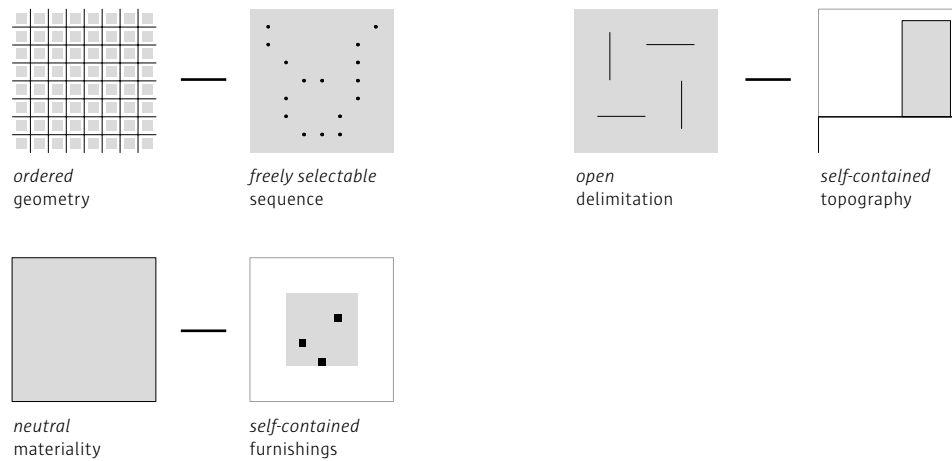 ordered
geometry
freely selectable
sequence
open
delimitation
self-contained
topography
neutral
materiality
self-contained
furnishings